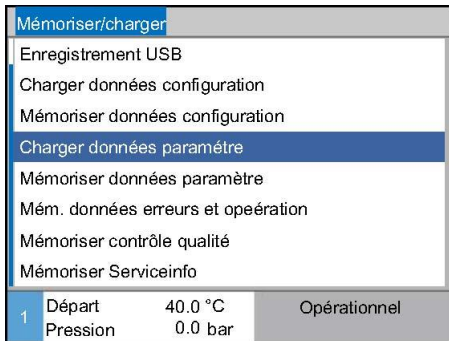 Mémoriser/charger
Enregistrement USB
Charger données configuration
Mémoriser données configuration
Charger données paramétre
Mémoriser données paramètre
Mém. données erreurs et opeération
Mémoriser contrôle qualité
Mémoriser Serviceinfo
1 Départ 40.0 °C Opérationnel
Pression 0.0 bar